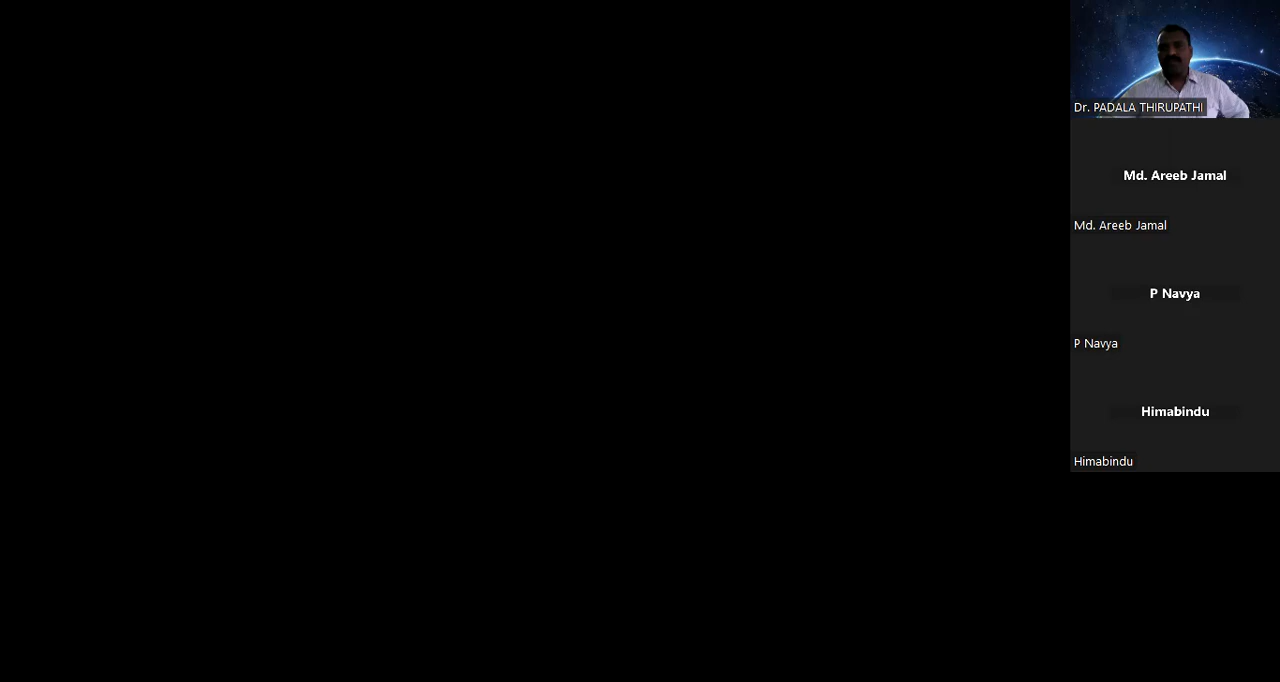 Dr. PADALA THIRUPATHI
Md. Areeb Jamal
Md. Areeb Jamal
P Navya
P Navya
Himabindu
Himabindu